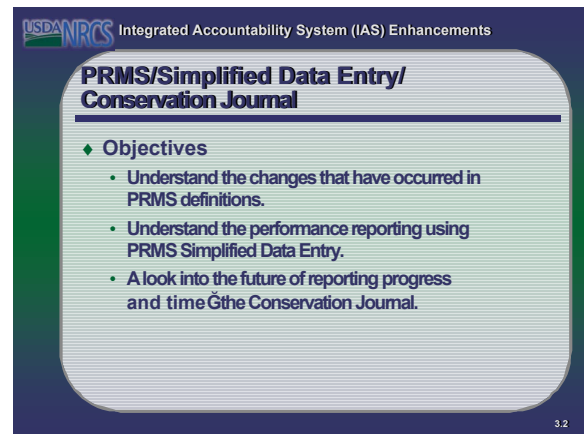 USDA NRCS Integrated Accountability System (IAS) Enhancements
PRMS/Simplified Data Entry/
Conservation Journal
♦ Objectives
• Understand the changes that have occurred in
PRMS definitions.
• Understand the performance reporting using
PRMS Simplified Data Entry.
• A look into the future of reporting progress
and timeĞthe Conservation Journal.
3.2